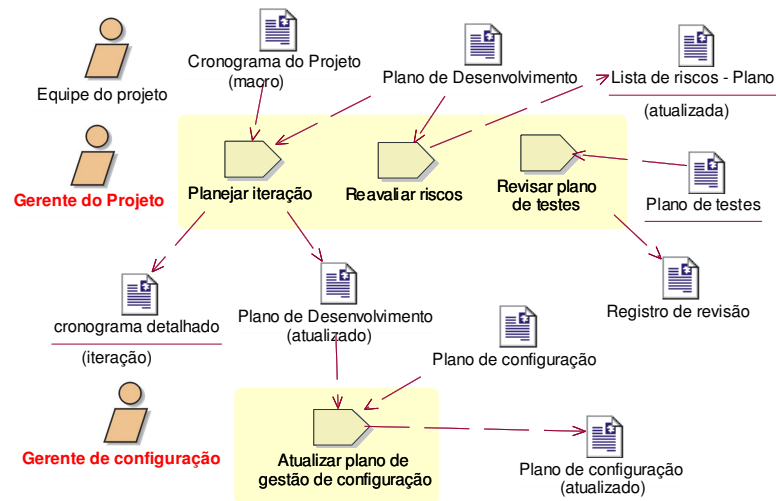 Cronograma do Projeto
(macro)
Plano de Desenvolvimento
Lista de riscos - Plano
(atualizada)
Equipe do projeto
Gerente do Projeto
Planejar iteração
Reavaliar riscos
Revisar plano
de testes
Plano de testes
cronograma detalhado
(iteração)
Plano de Desenvolvimento
(atualizado)
Registro de revisão
Plano de configuração
Gerente de configuração
Atualizar plano de
gestão de configuração
Plano de configuração
(atualizado)